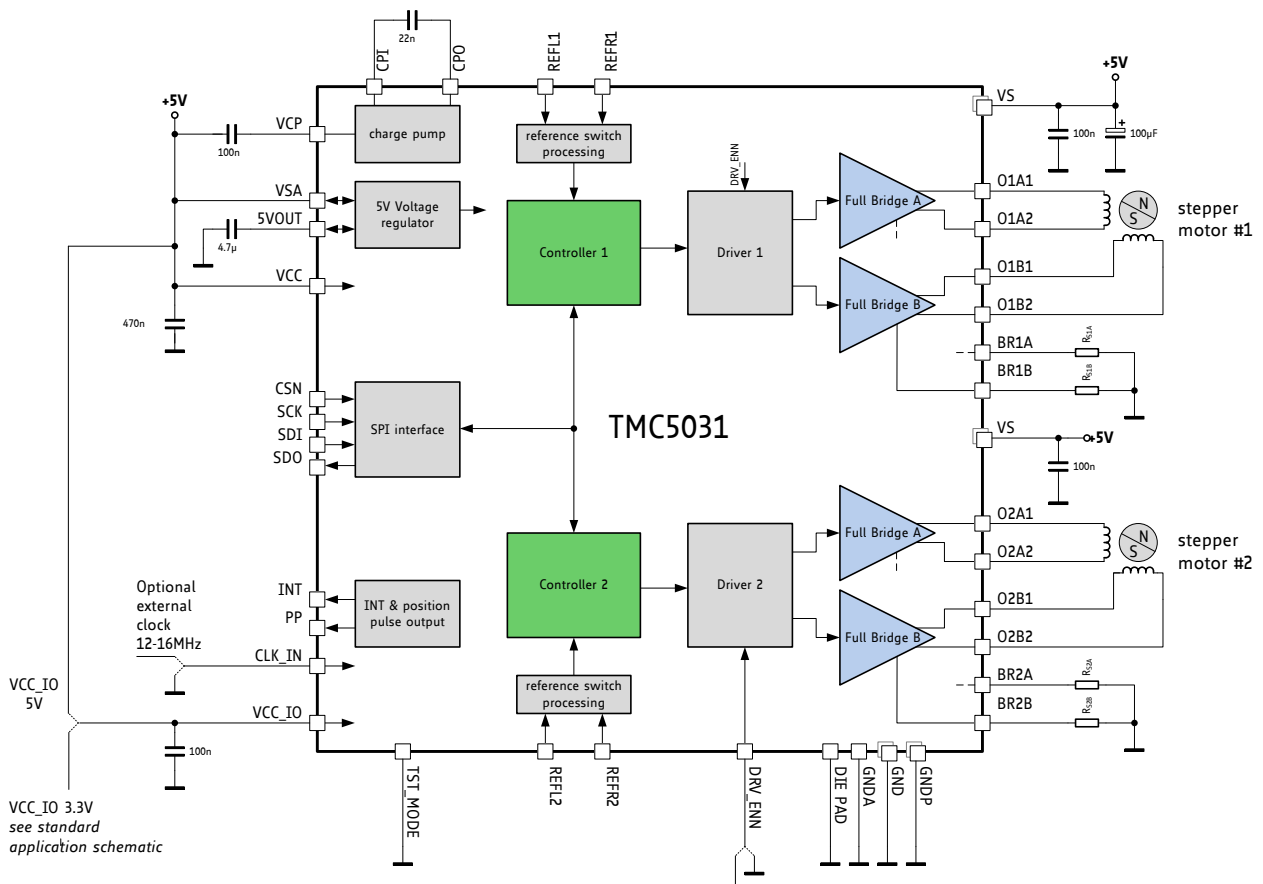 22n
CPI
CPO
REFL1
REFR1
+5V
VCP
100n
charge pump
reference switch
processing
VSA
5VOUT
4.7µ
5V Voltage
regulator
VCC
470n
Controller 1
DRV_ENN
Driver 1
Full Bridge A
Full Bridge B
+5V
VS
100n
+
100µF
O1A1
O1A2
O1B1
O1B2
N
S
stepper
motor #1
BR1A
RS1A
BR1B
RS1B
CSN
SCK
SDI
SDO
SPI interface
TMC5031
VS
+5V
100n
Controller 2
Driver 2
Full Bridge A
Full Bridge B
O2A1
O2A2
O2B1
O2B2
N
S
stepper
motor #2
BR2A
RS2A
BR2B
RS2B
INT
PP
INT & position
pulse output
Optional
external
clock
12-16MHz
CLK_IN
VCC_IO
5V
VCC_IO
100n
reference switch
processing
VCC_IO 3.3V
see standard
application schematic
TST_MODE
REFL2
REFR2
DRV_ENN
DIE PAD
GNDA
GND
GNDP